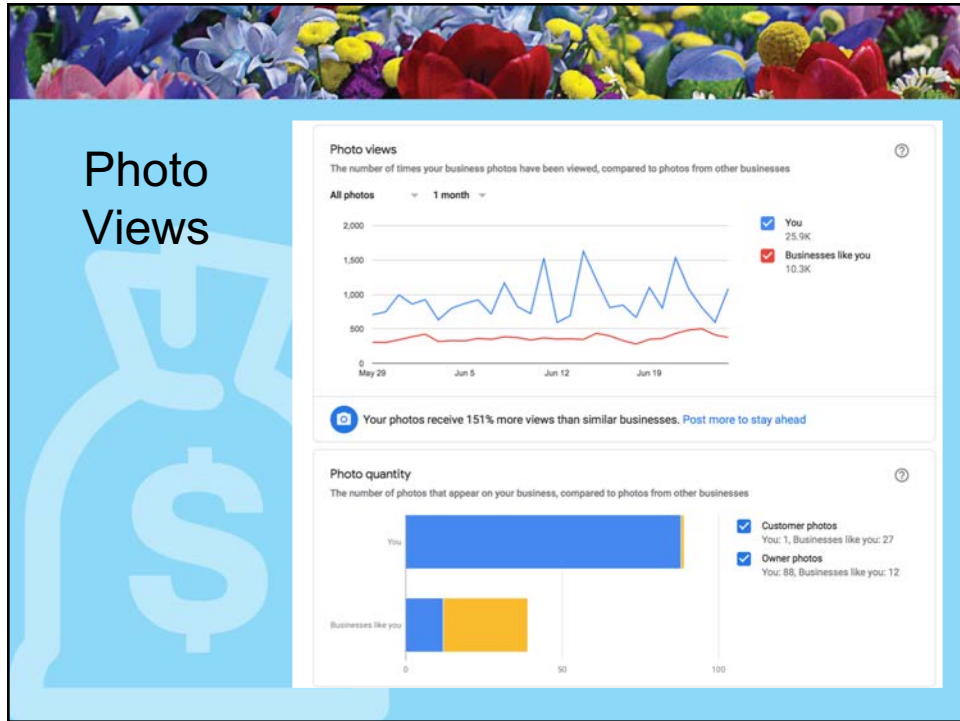 Photo
Views
Photo views
The number of times your business photos have been viewed, compared to photos from other businesses
All photos
1 month
2,000
1,500
1,000
500
0
May 29
Jun 5
Jun 12
Jun 19
You
25.9K
Businesses like you
10.3K
Your photos receive 151% more views than similar businesses. Post more to stay ahead
Photo quantity
The number of photos that appear on your business, compared to photos from other businesses
You
Businesses like you
0
50
100
Customer photos
You: 1, Businesses like you: 27
Owner photos
You: 88, Businesses like you: 12
$